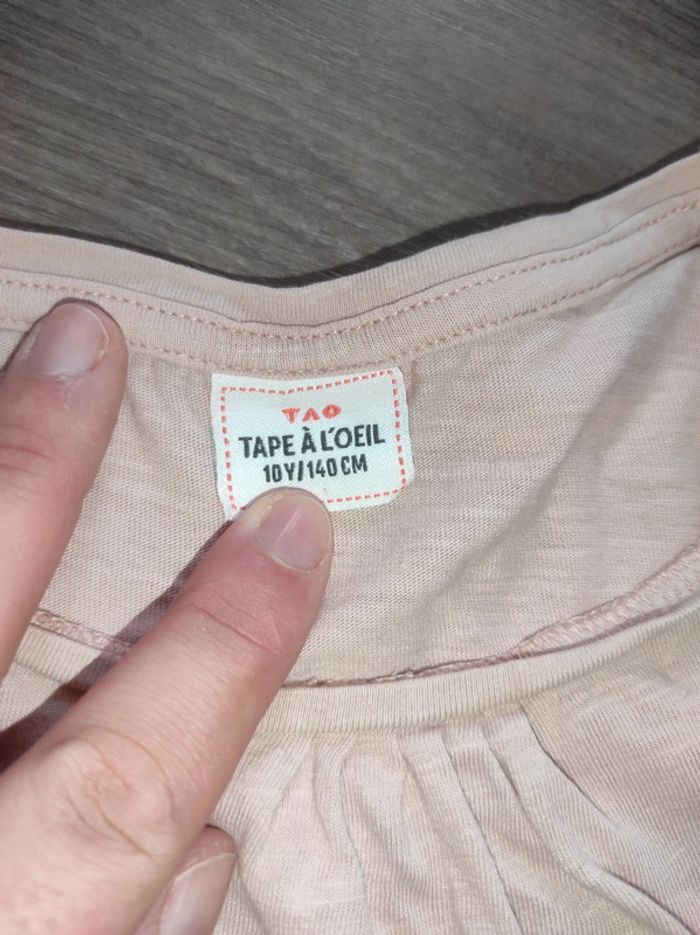 TAO
TAPE À L'OEIL
10Y/140CM